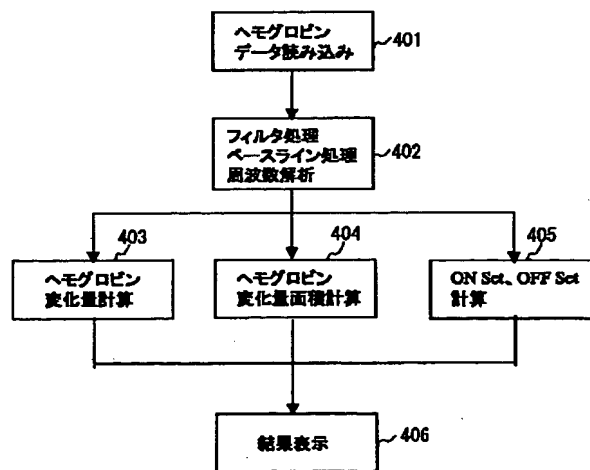 ヘモグロビン
データ読み込み
401
フィルタ処理
ベースライン処理
周波数解析
402
403
404
405
ヘモグロビン
変化量計算
ヘモグロビン
変化量面積計算
ON Set、OFF Set
計算
結果表示
406